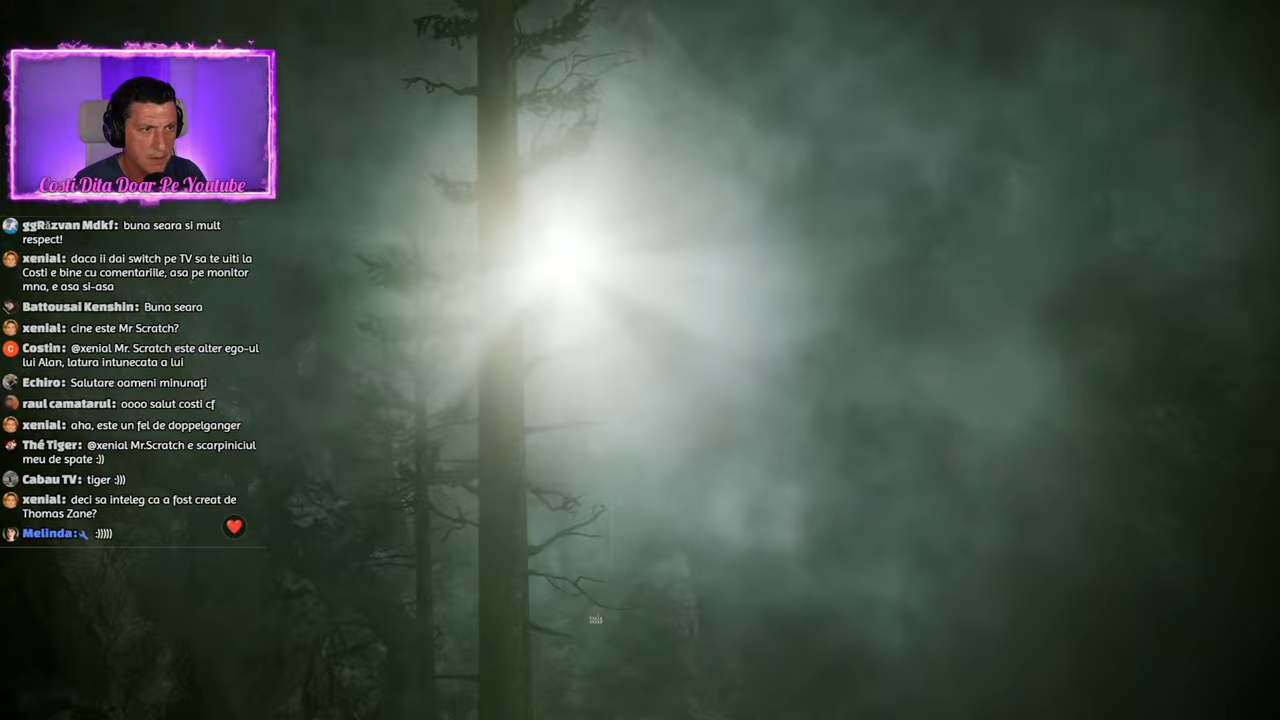 Costi Dita Doar Pe Youtube
ggRăzvan Mdkf: buna seara si mult
respect!
xenial: daca ii dai switch pe TV sa te uiti la
Costi e bine cu comentariile, asa pe monitor
mna, e asa si-asa
Battousai Kenshin: Buna seara
xenial: cine este Mr Scratch?
C
Costin: @xenial Mr. Scratch este alter ego-ul
lui Alan, latura intunecata a lui
Echiro: Salutare oameni minunați
raul camatarul: oooo salut costi cf
xenial: aha, este un fel de doppelganger
Thé Tiger: @xenial Mr.Scratch e scarpiniciul
meu de spate :))
Cabau TV: tiger :)))
xenial: deci sa inteleg ca a fost creat de
Thomas Zane?
Melinda: :)))))